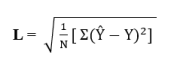 L = √ 1/N [ Σ(Ŷ – Y)² ]